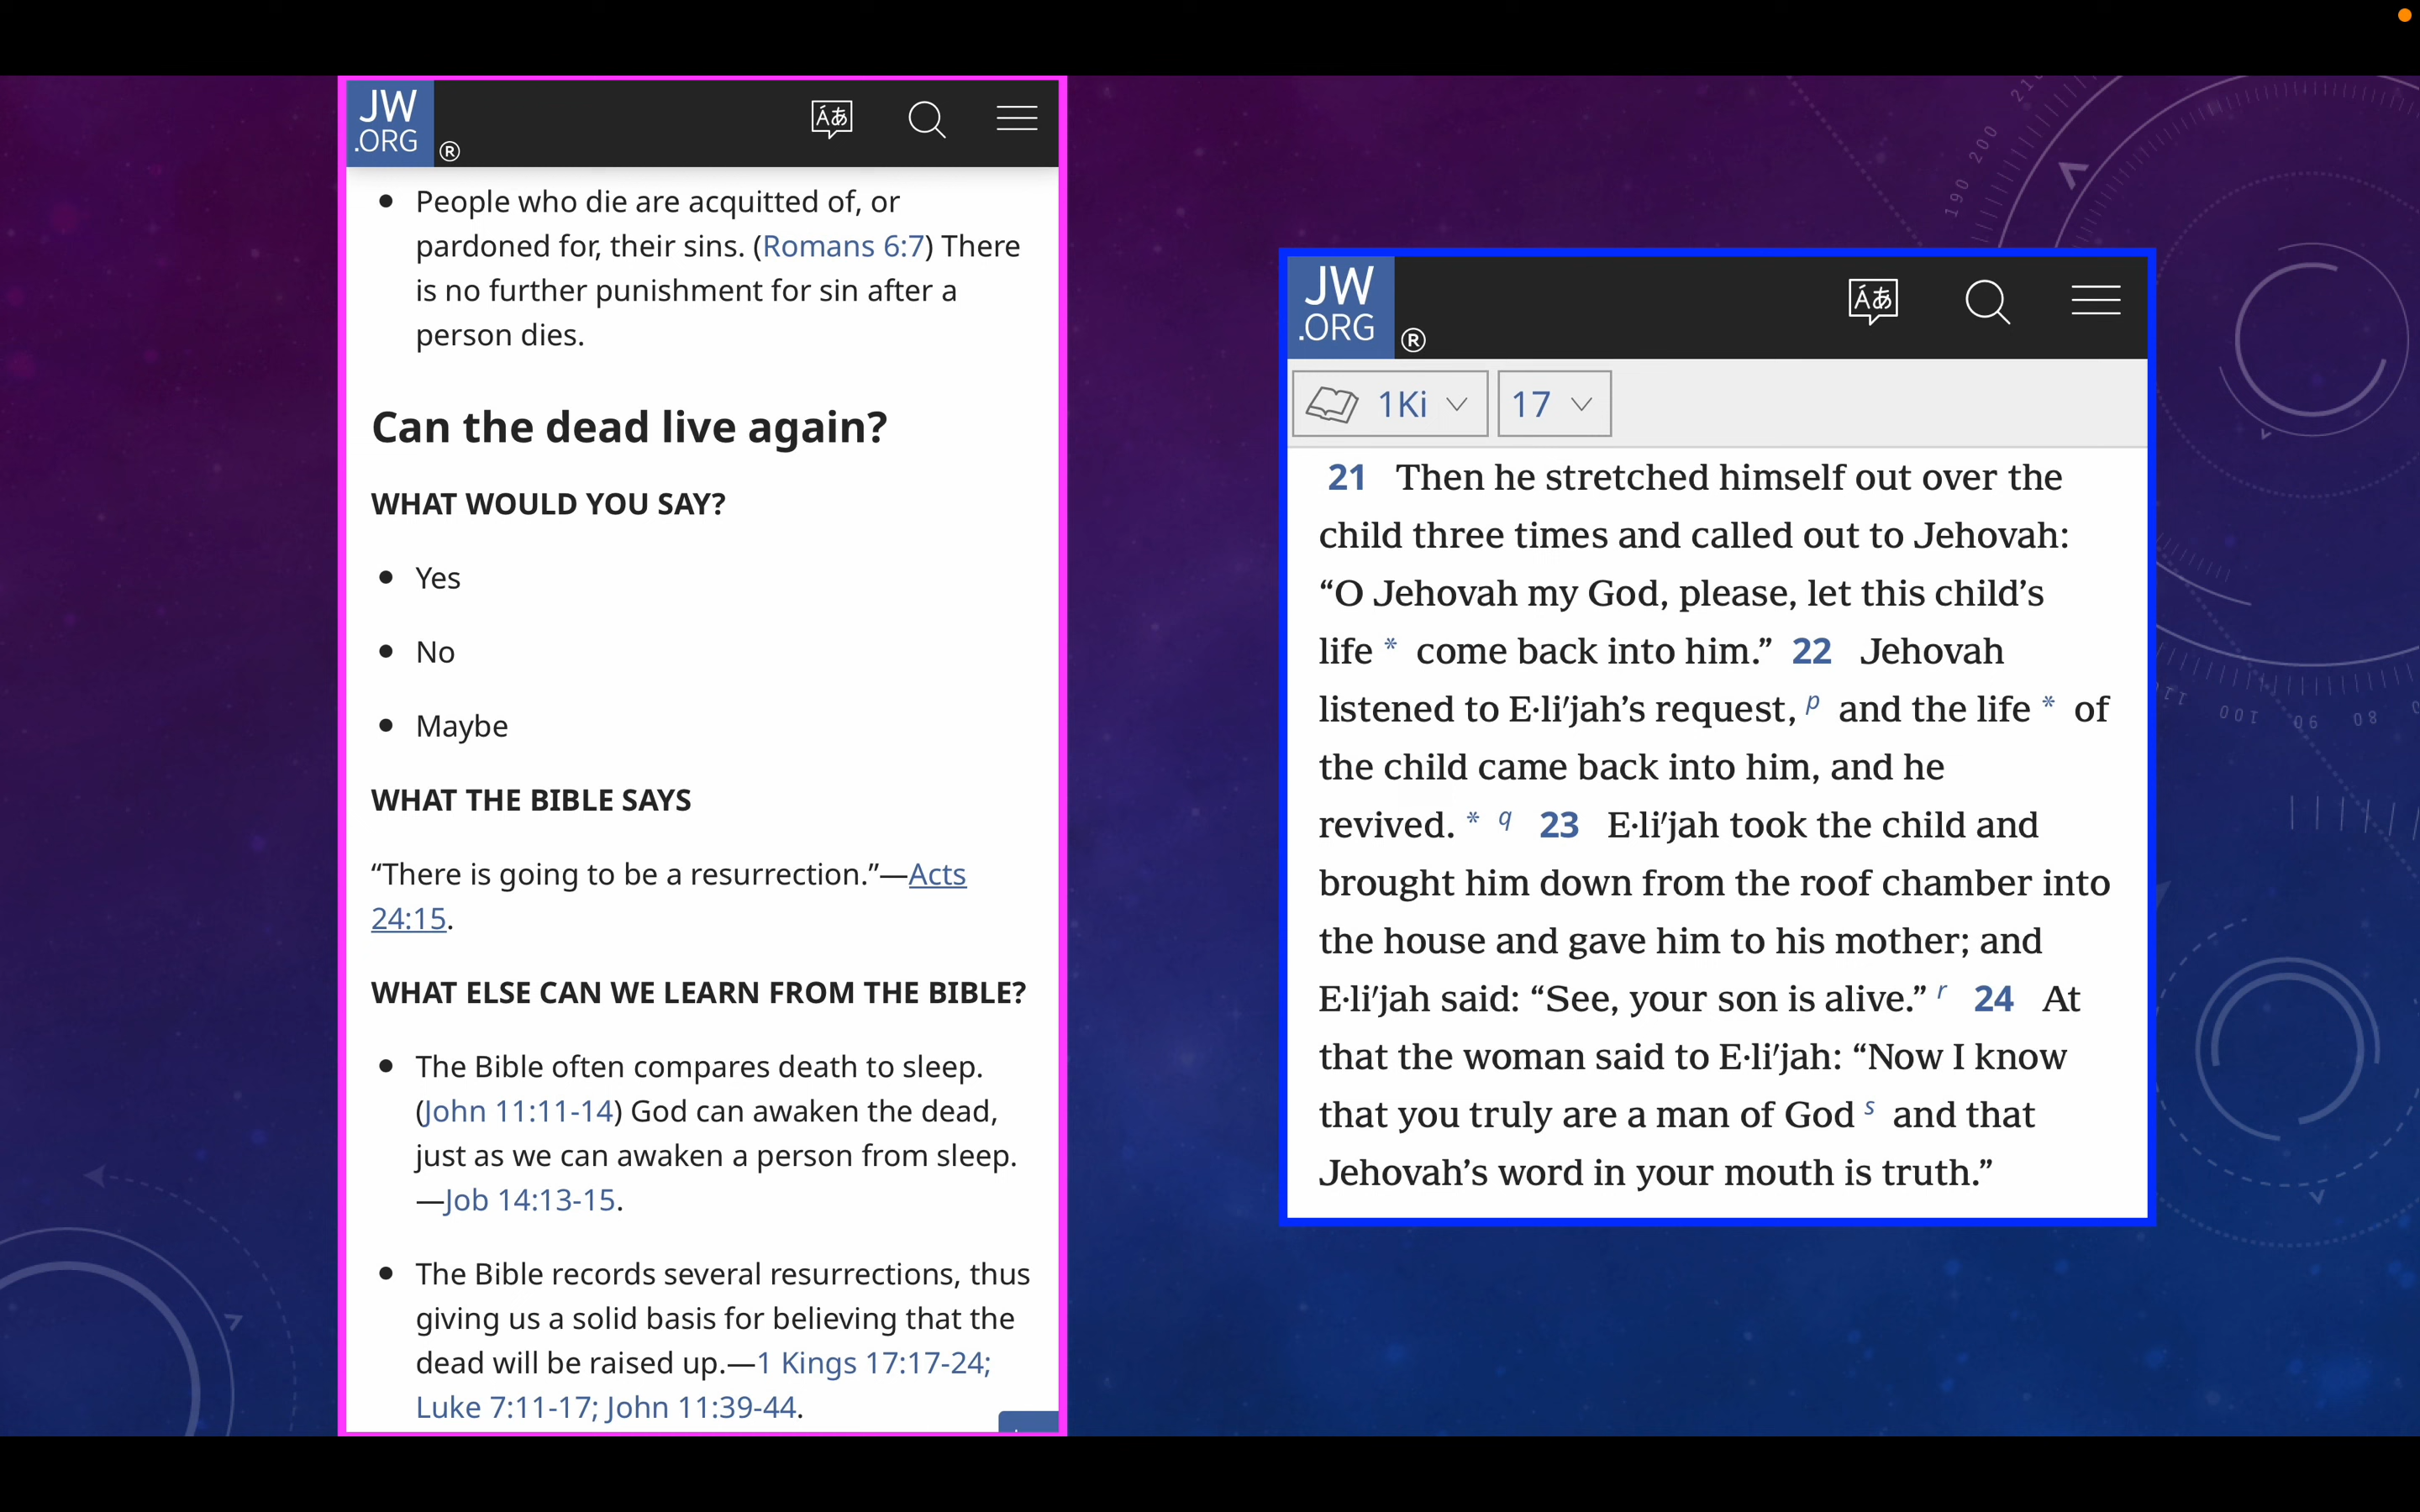 JW
.ORG
®
Áあ
• People who die are acquitted of, or
pardoned for, their sins. (Romans 6:7) There
is no further punishment for sin after a
person dies.
Can the dead live again?
WHAT WOULD YOU SAY?
• Yes
• No
• Maybe
WHAT THE BIBLE SAYS
“There is going to be a resurrection.”—Acts
24:15.
WHAT ELSE CAN WE LEARN FROM THE BIBLE?
• The Bible often compares death to sleep.
(John 11:11-14) God can awaken the dead,
just as we can awaken a person from sleep.
—Job 14:13-15.
• The Bible records several resurrections, thus
giving us a solid basis for believing that the
dead will be raised up.—1 Kings 17:17-24;
Luke 7:11-17; John 11:39-44.
JW
.ORG
®
Áあ
1Ki 17
21 Then he stretched himself out over the
child three times and called out to Jehovah:
“O Jehovah my God, please, let this child’s
life * come back into him.” 22 Jehovah
listened to E·liʹjah’s request, p and the life * of
the child came back into him, and he
revived. * q 23 E·liʹjah took the child and
brought him down from the roof chamber into
the house and gave him to his mother; and
E·liʹjah said: “See, your son is alive.” r 24 At
that the woman said to E·liʹjah: “Now I know
that you truly are a man of God s and that
Jehovah’s word in your mouth is truth.”
190 200
100 90 80